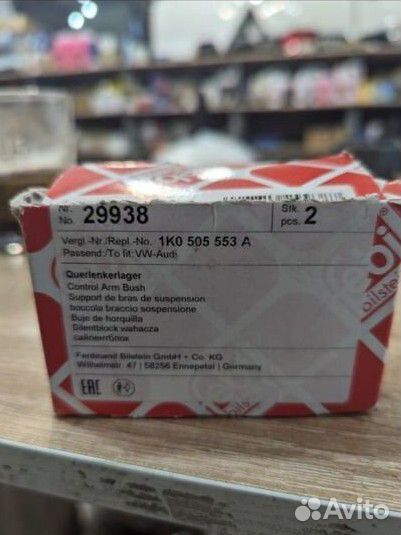 Nr.
No. 29938
Stk.
pcs. 2
Vergl.-Nr./Repl.-No. 1K0 505 553 A
Passend:/To fit: VW-Audi
Querlenkerlager
Control Arm Bush
Support de bras de suspension
boccola braccio sospensione
Buje de horquilla
Silentblock wahacza
сайлентблок
Ferdinand Bilstein GmbH + Co. KG
Wilhelmstr. 47 | 58256 Ennepetal | Germany
EAC
bilstein
Avito